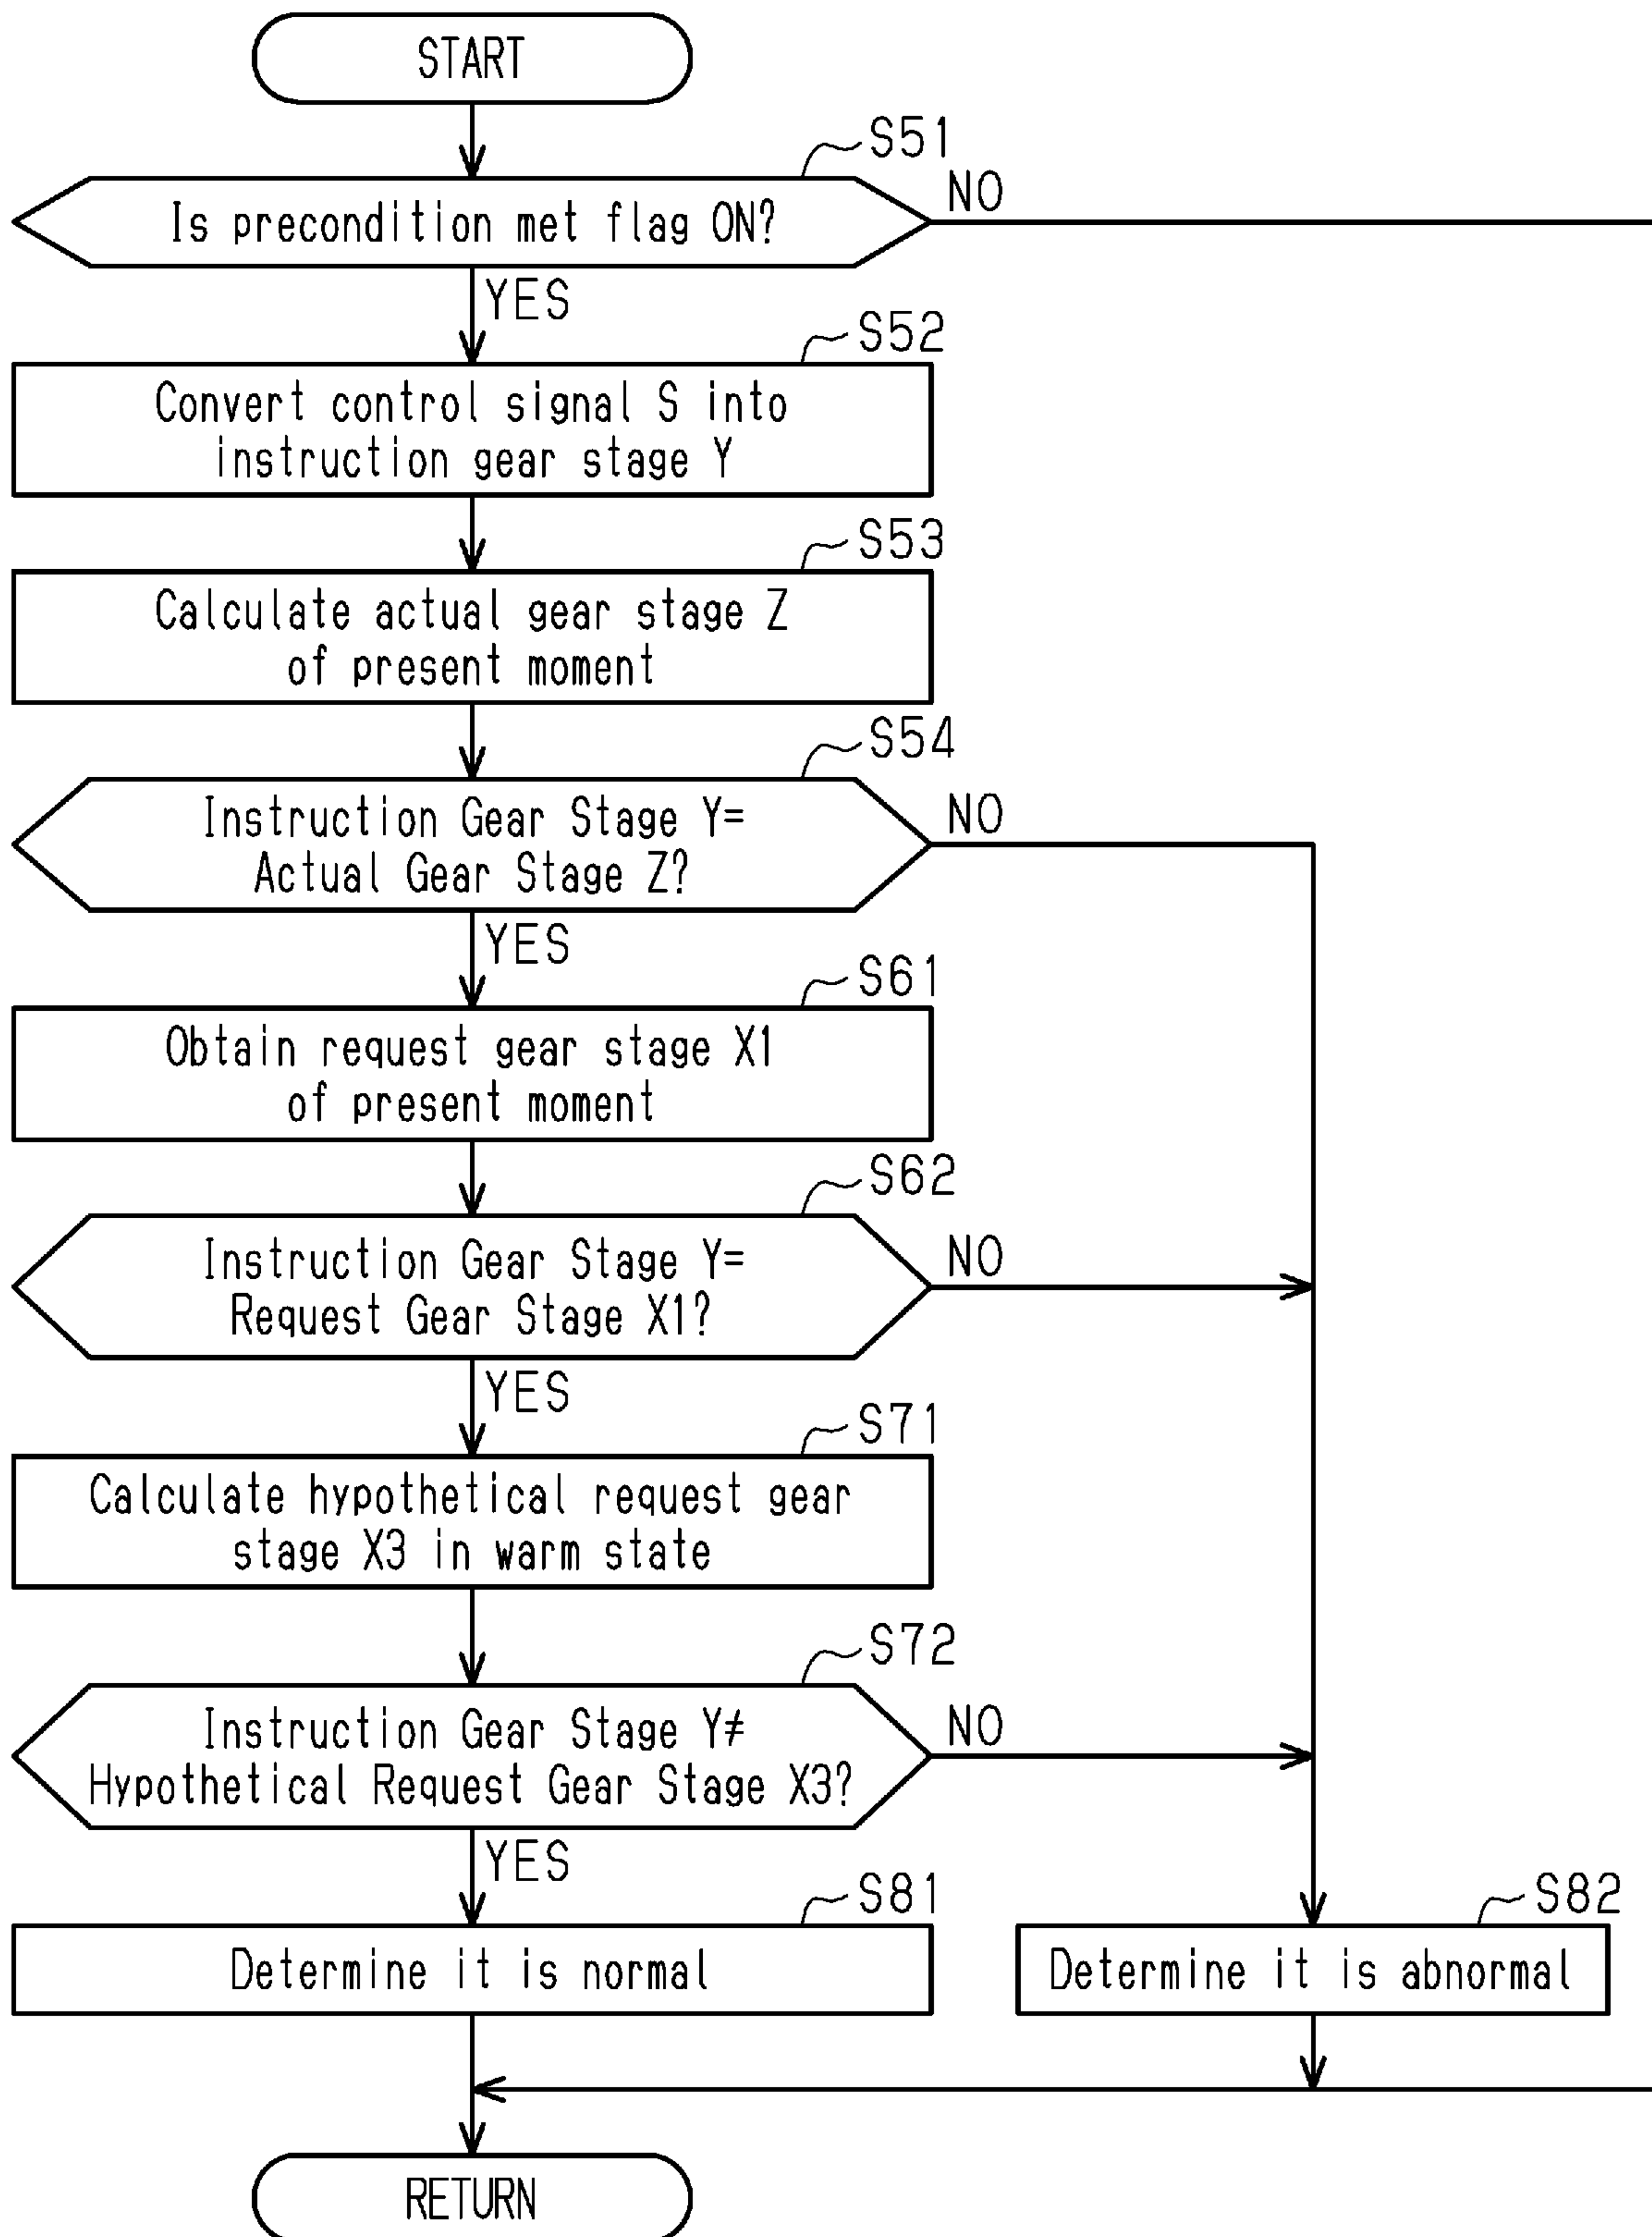 START
S51
Is precondition met flag ON?
NO
YES
S52
Convert control signal S into
instruction gear stage Y
S53
Calculate actual gear stage Z
of present moment
S54
Instruction Gear Stage Y=
Actual Gear Stage Z?
NO
YES
S61
Obtain request gear stage X1
of present moment
S62
Instruction Gear Stage Y=
Request Gear Stage X1?
NO
YES
S71
Calculate hypothetical request gear
stage X3 in warm state
S72
Instruction Gear Stage Y≠
Hypothetical Request Gear Stage X3?
NO
YES
S81
Determine it is normal
S82
Determine it is abnormal
RETURN